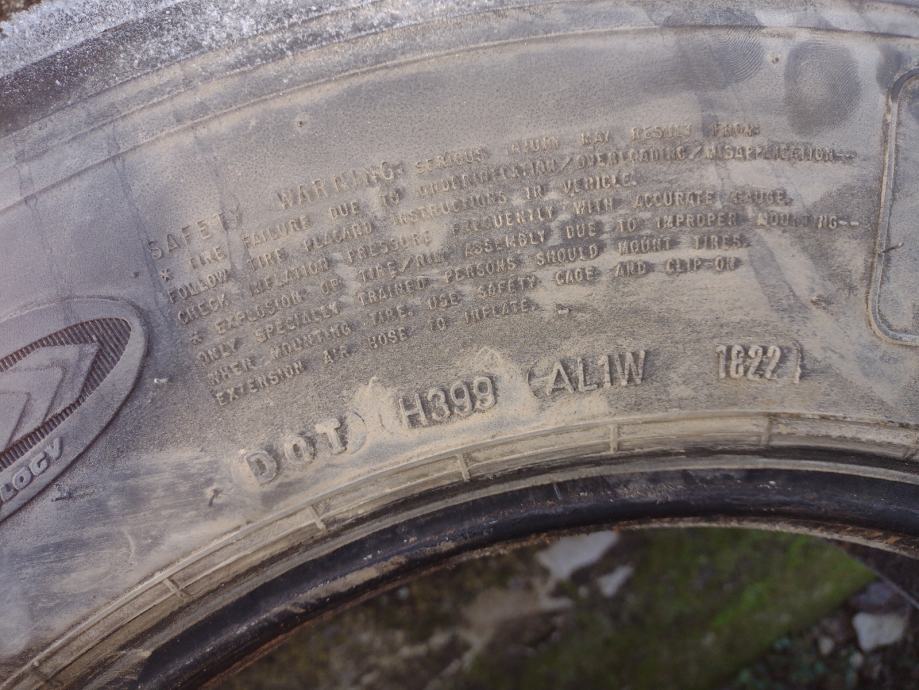 SAFETY WARNING: SERIOUS INJURY MAY RESULT FROM:
* TIRE FAILURE DUE TO UNDERINFLATION/OVERLOADING/MISAPPLICATION--
FOLLOW TIRE PLACARD INSTRUCTIONS IN VEHICLE.
CHECK INFLATION PRESSURE FREQUENTLY WITH ACCURATE GAUGE.
* EXPLOSION OF TIRE/RIM ASSEMBLY DUE TO IMPROPER MOUNTING--
ONLY SPECIALLY TRAINED PERSONS SHOULD MOUNT TIRES.
WHEN MOUNTING TIRE, USE SAFETY CAGE AND CLIP-ON
EXTENSION AIR HOSE TO INFLATE.
DOT H399 AL1W 1622
LOGY